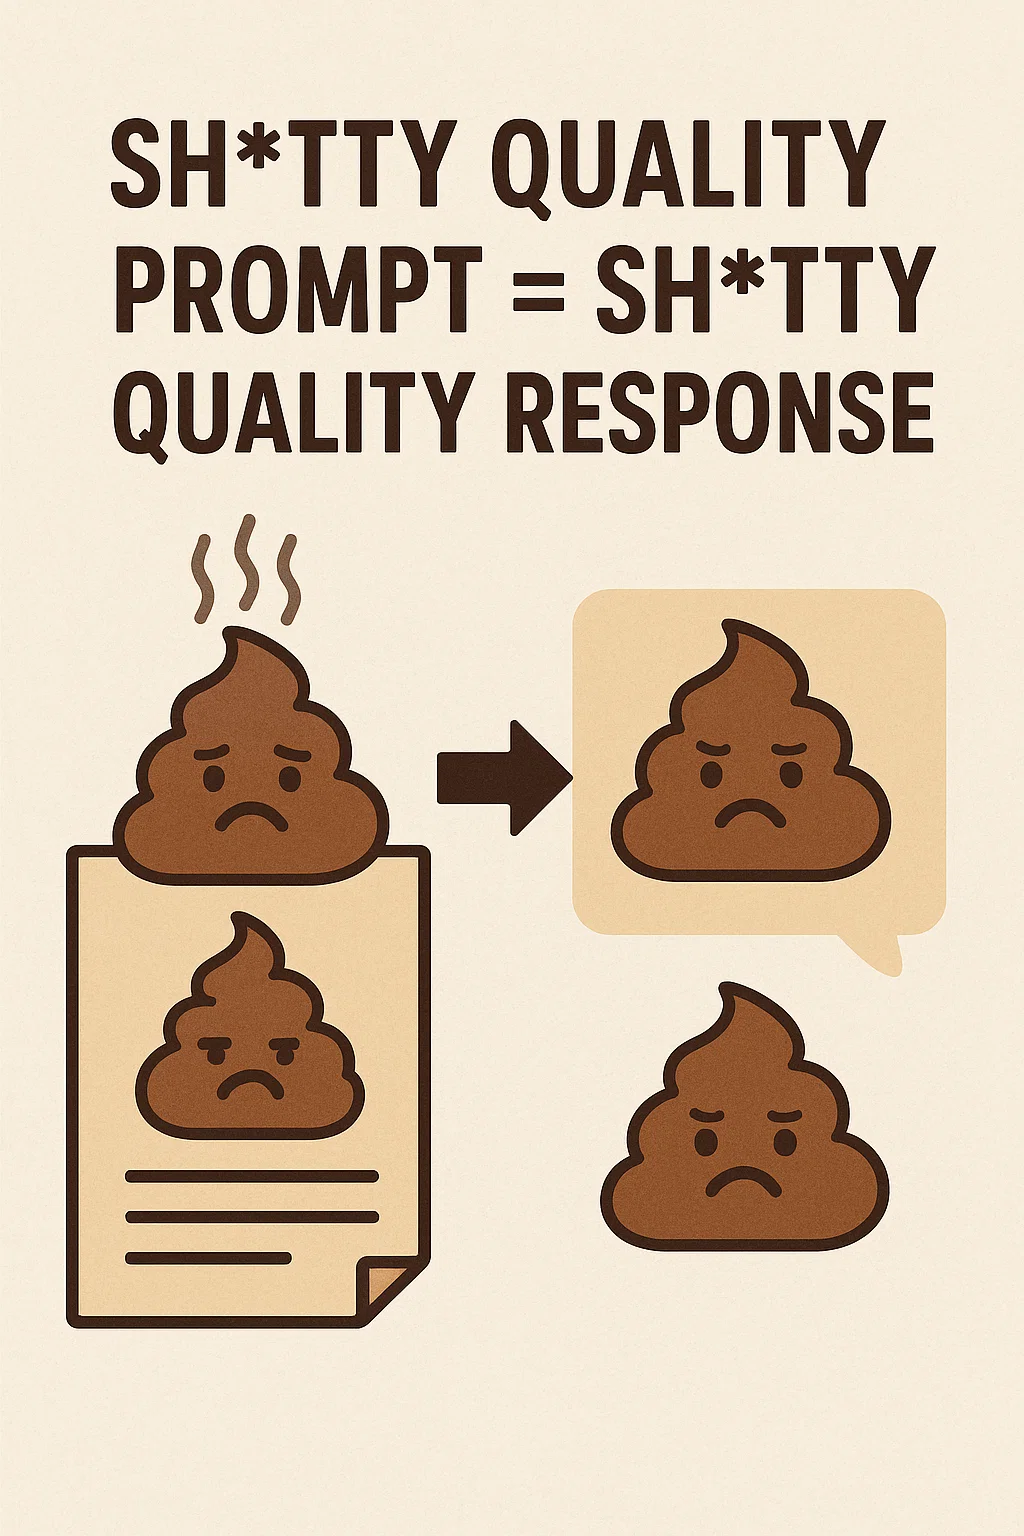 SH*TTY QUALITY
PROMPT = SH*TTY
QUALITY RESPONSE